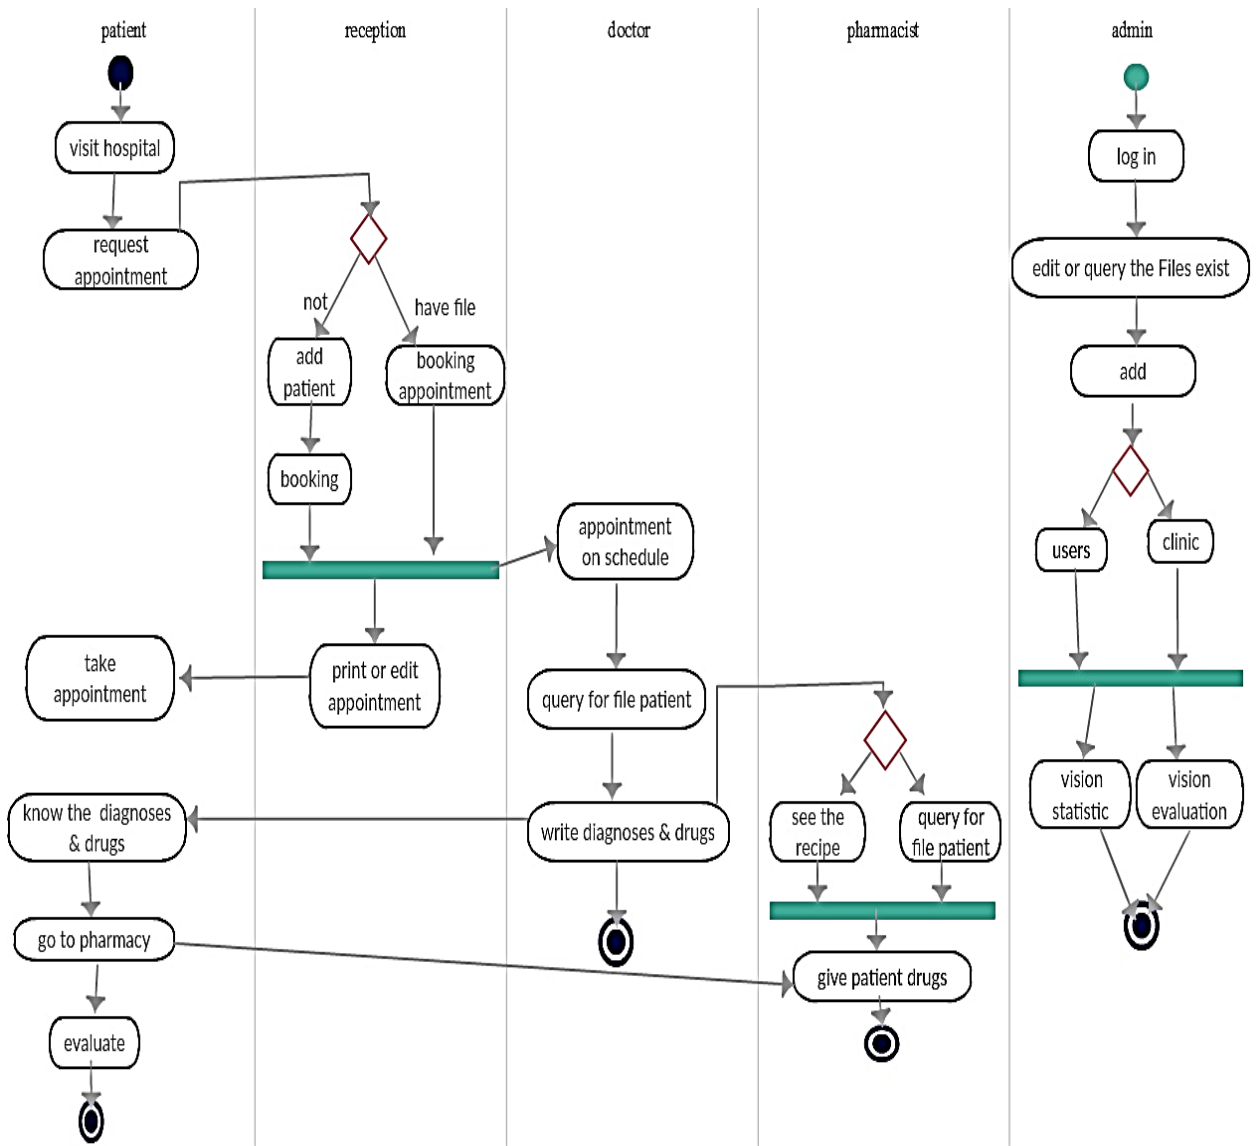 patient
reception
doctor
pharmacist
admin
visit hospital
request
appointment
not
have file
add
patient
booking
appointment
booking
print or edit
appointment
take
appointment
know the diagnoses
& drugs
go to pharmacy
evaluate
appointment
on schedule
query for file patient
write diagnoses & drugs
see the
recipe
query for
file patient
give patient drugs
log in
edit or query the Files exist
add
users
clinic
vision
statistic
vision
evaluation